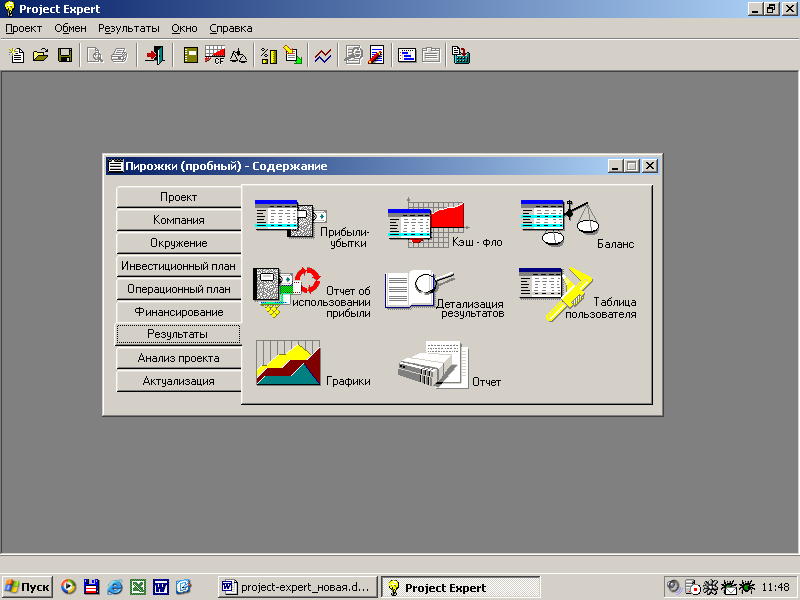 Project Expert
Проект Обмен Результаты Окно Справка
CF
Пирожки (пробный) - Содержание
Проект
Компания
Окружение
Инвестиционный план
Операционный план
Финансирование
Результаты
Анализ проекта
Актуализация
Прибыли-
убытки
Кэш - фло
Баланс
Отчет об
использовании
прибыли
Детализация
результатов
Таблица
пользователя
Графики
Отчет
Пуск
project-expert_новая.d...
Project Expert
11:48